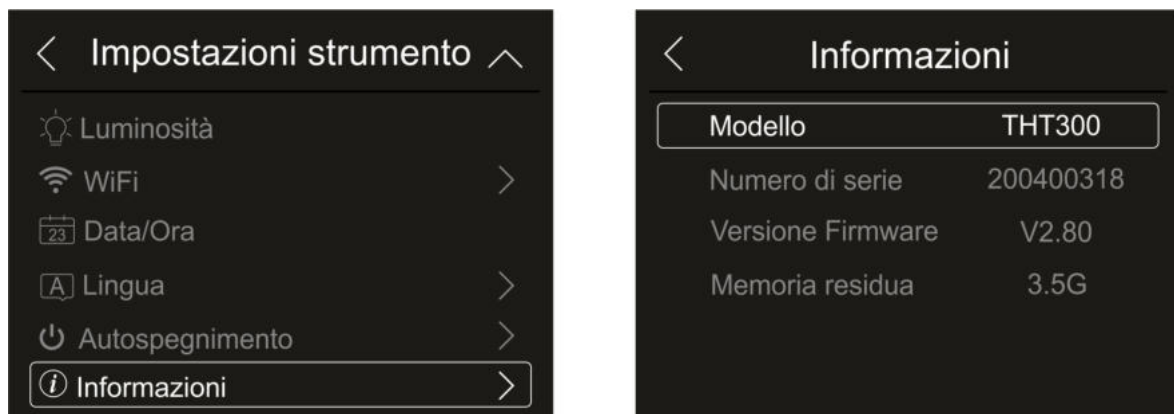 Impostazioni strumento
Luminosità
WiFi
23 Data/Ora
A Lingua
Autospegnimento
i Informazioni
Informazioni
Modello THT300
Numero di serie 200400318
Versione Firmware V2.80
Memoria residua 3.5G